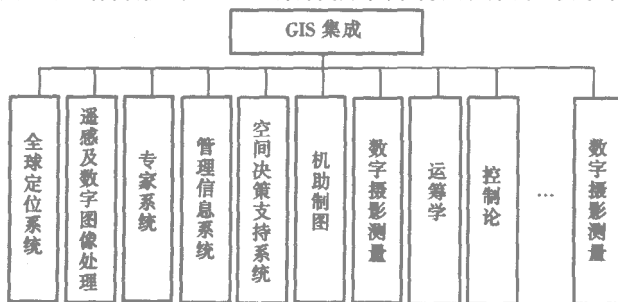 GIS 集成
全球定位系统
遥感及数字图像处理
专家系统
管理信息系统
空间决策支持系统
机助制图
数字摄影测量
运筹学
控制论
…
数字摄影测量